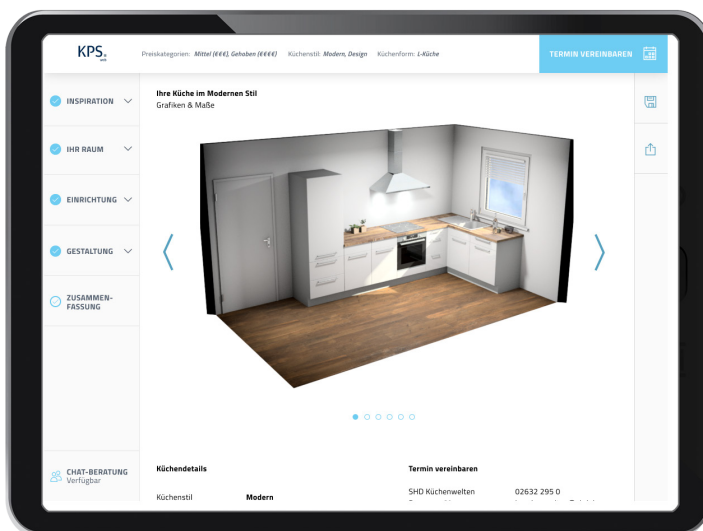 KPS.
web
Preiskategorien: Mittel (€€€), Gehoben (€€€€) Küchenstil: Modern, Design Küchenform: L-Küche
TERMIN VEREINBAREN
INSPIRATION
IHR RAUM
EINRICHTUNG
GESTALTUNG
ZUSAMMEN-
FASSUNG
CHAT-BERATUNG
Verfügbar
Ihre Küche im Modernen Stil
Grafiken & Maße
Küchendetails
Küchenstil Modern
Termin vereinbaren
SHD Küchenwelten 02632 295 0